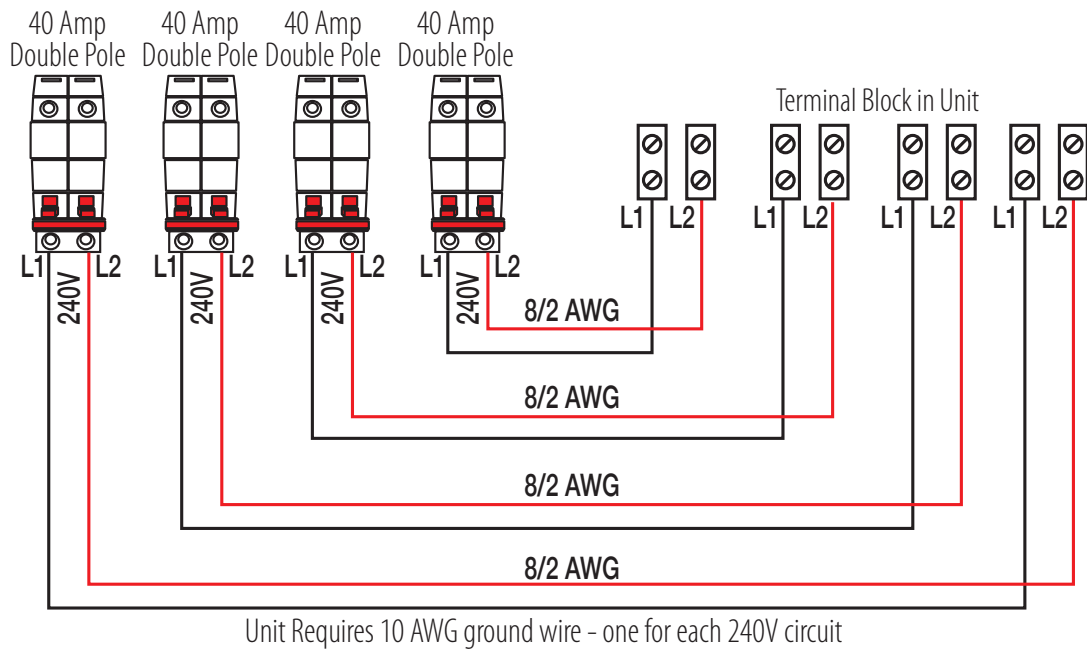 40 Amp
Double Pole
40 Amp
Double Pole
40 Amp
Double Pole
40 Amp
Double Pole
Terminal Block in Unit
L1 L2 L1 L2 L1 L2 L1 L2
L1 240V L2
L1 240V L2
L1 240V L2
L1 240V L2
8/2 AWG
8/2 AWG
8/2 AWG
8/2 AWG
Unit Requires 10 AWG ground wire - one for each 240V circuit